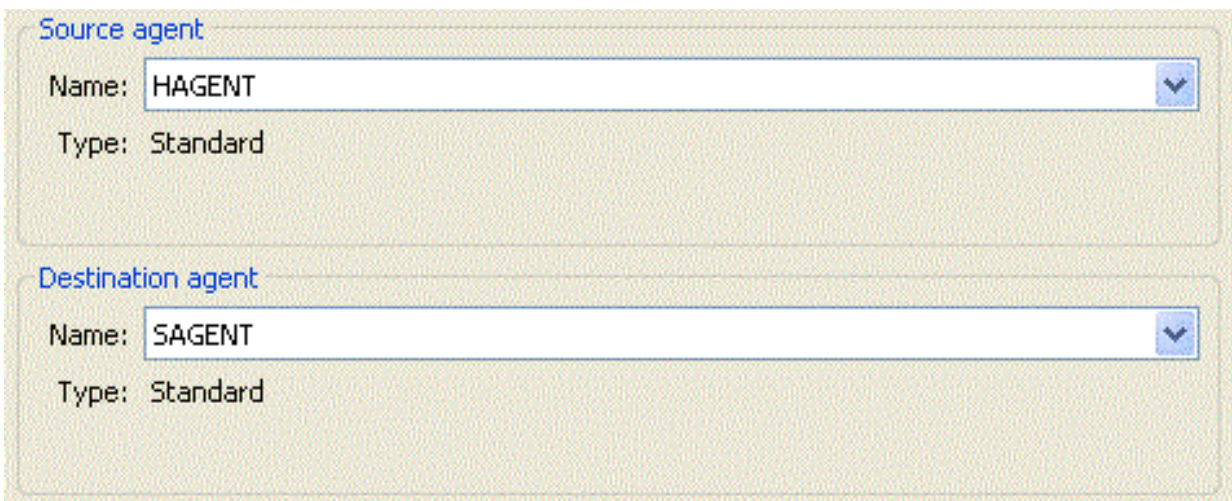 Source agent
Name: HAGENT
Type: Standard
Destination agent
Name: SAGENT
Type: Standard